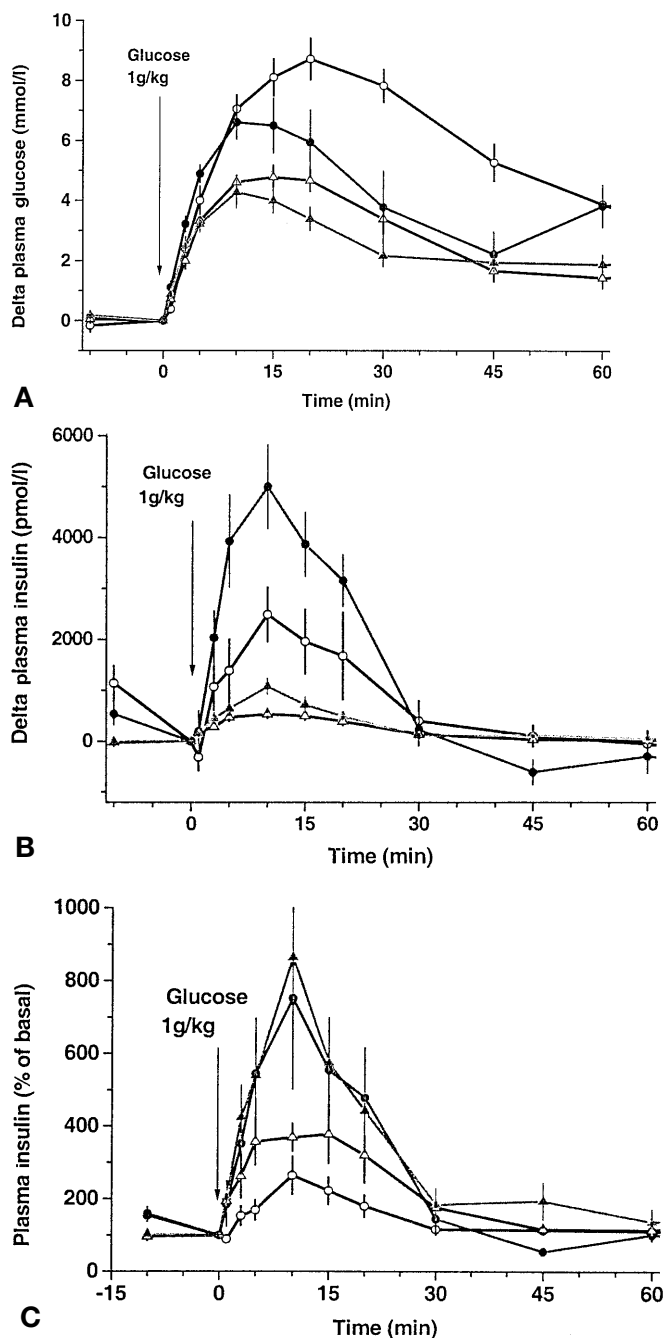 10
8
6
4
2
0
Delta plasma glucose (mmol/l)
Glucose
1g/kg
0
15
30
45
60
Time (min)
A
6000
4000
2000
0
Delta plasma insulin (pmol/l)
Glucose
1g/kg
0
15
30
45
60
Time (min)
B
1000
800
600
400
200
0
Plasma insulin (% of basal)
Glucose
1g/kg
-15
0
15
30
45
60
Time (min)
C